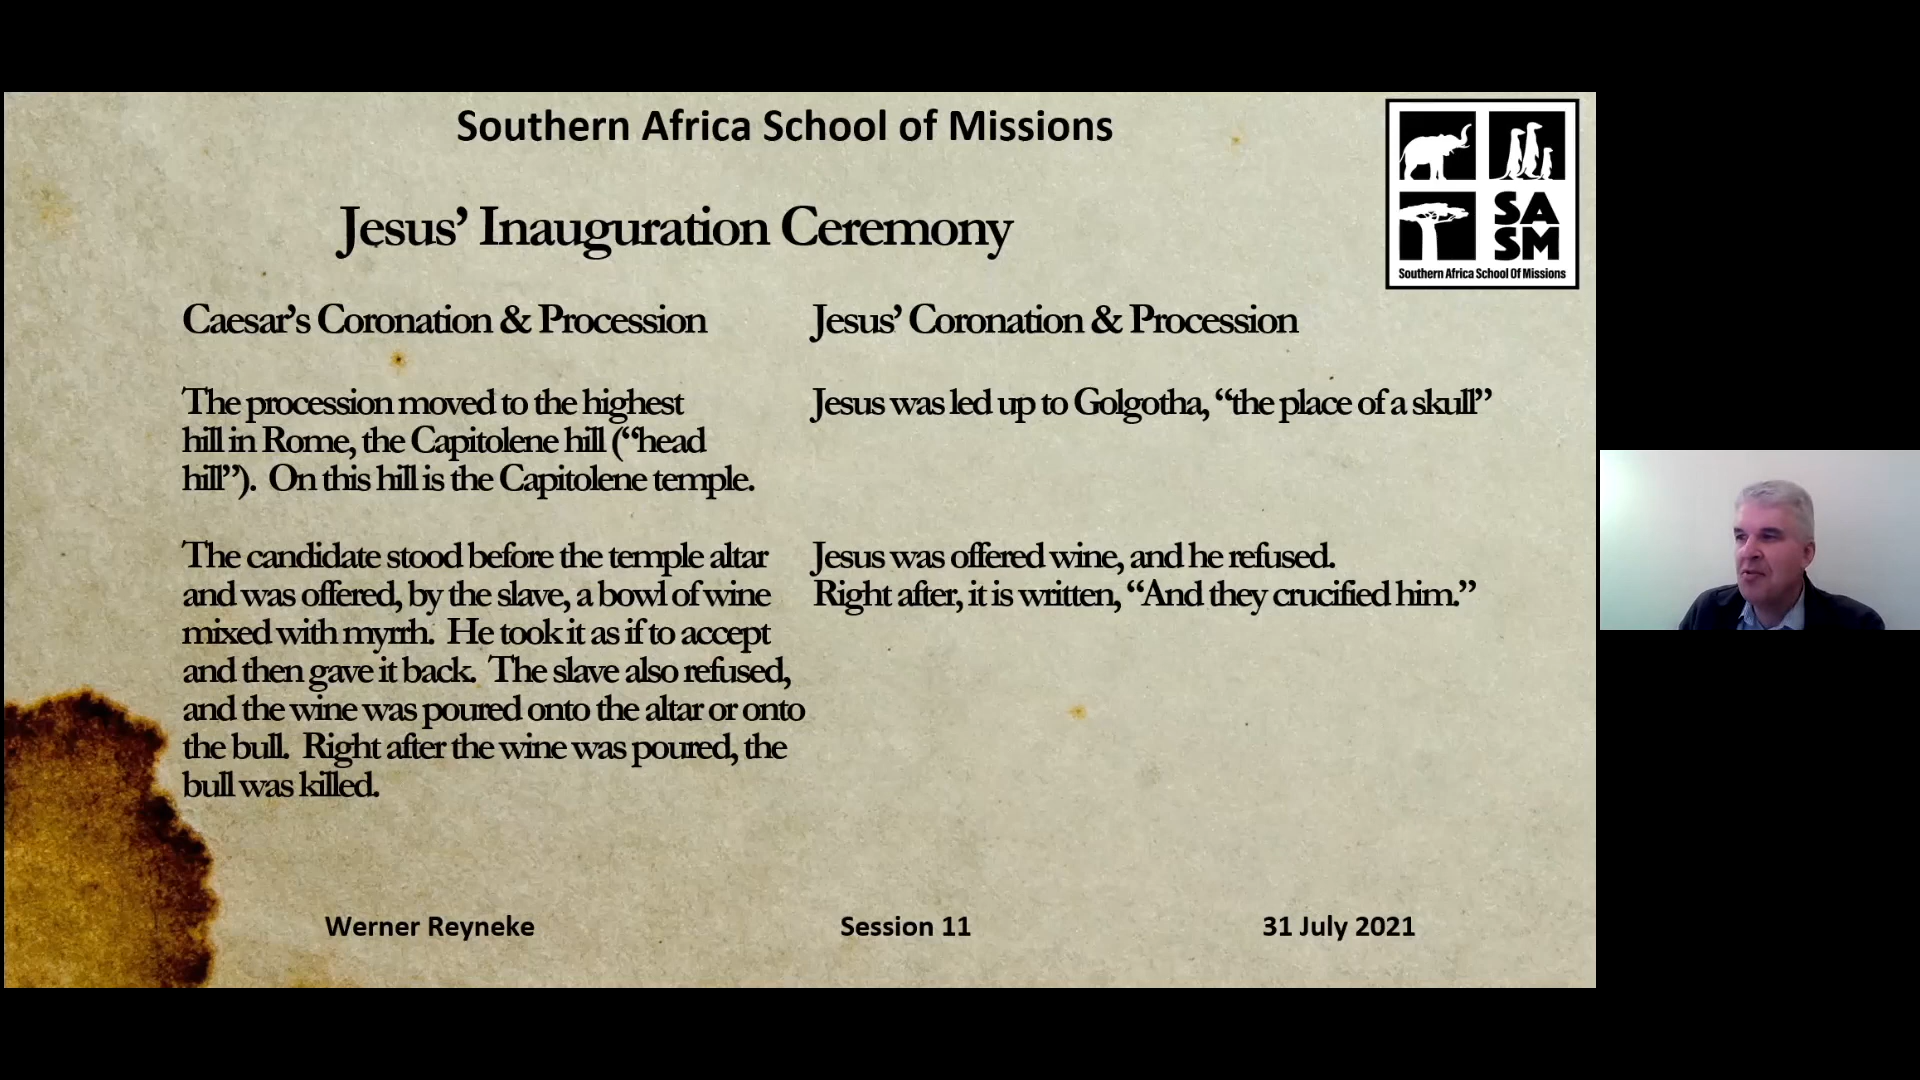 Southern Africa School of Missions
SA
SM
Southern Africa School Of Missions
Jesus’ Inauguration Ceremony
Caesar’s Coronation & Procession
The procession moved to the highest
hill in Rome, the Capitolene hill (“head
hill”).  On this hill is the Capitolene temple.
The candidate stood before the temple altar
and was offered, by the slave, a bowl of wine
mixed with myrrh.  He took it as if to accept
and then gave it back.  The slave also refused,
and the wine was poured onto the altar or onto
the bull.  Right after the wine was poured, the
bull was killed.
Jesus’ Coronation & Procession
Jesus was led up to Golgotha, “the place of a skull”
Jesus was offered wine, and he refused.
Right after, it is written, “And they crucified him.”
Werner Reyneke
Session 11
31 July 2021